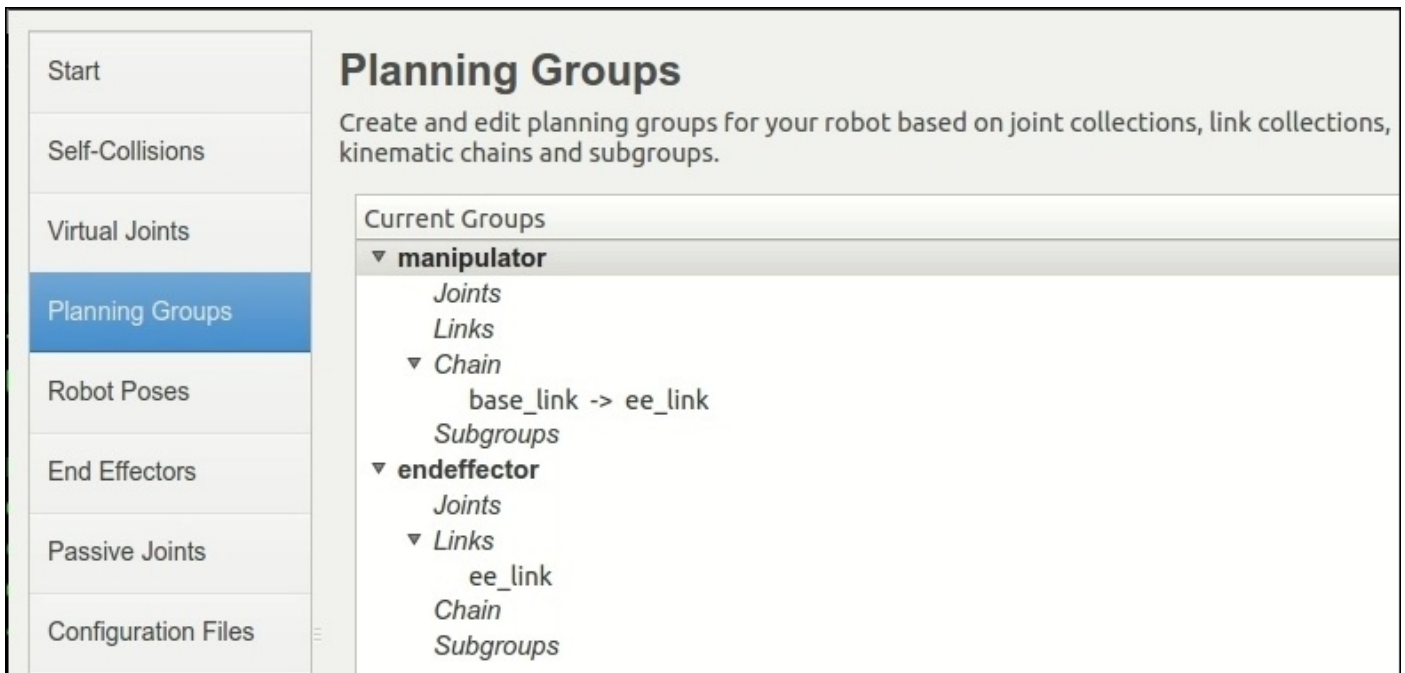 Start
Self-Collisions
Virtual Joints
Planning Groups
Robot Poses
End Effectors
Passive Joints
Configuration Files
Planning Groups
Create and edit planning groups for your robot based on joint collections, link collections,
kinematic chains and subgroups.
Current Groups
manipulator
Joints
Links
Chain
base_link -> ee_link
Subgroups
endeffector
Joints
Links
ee_link
Chain
Subgroups